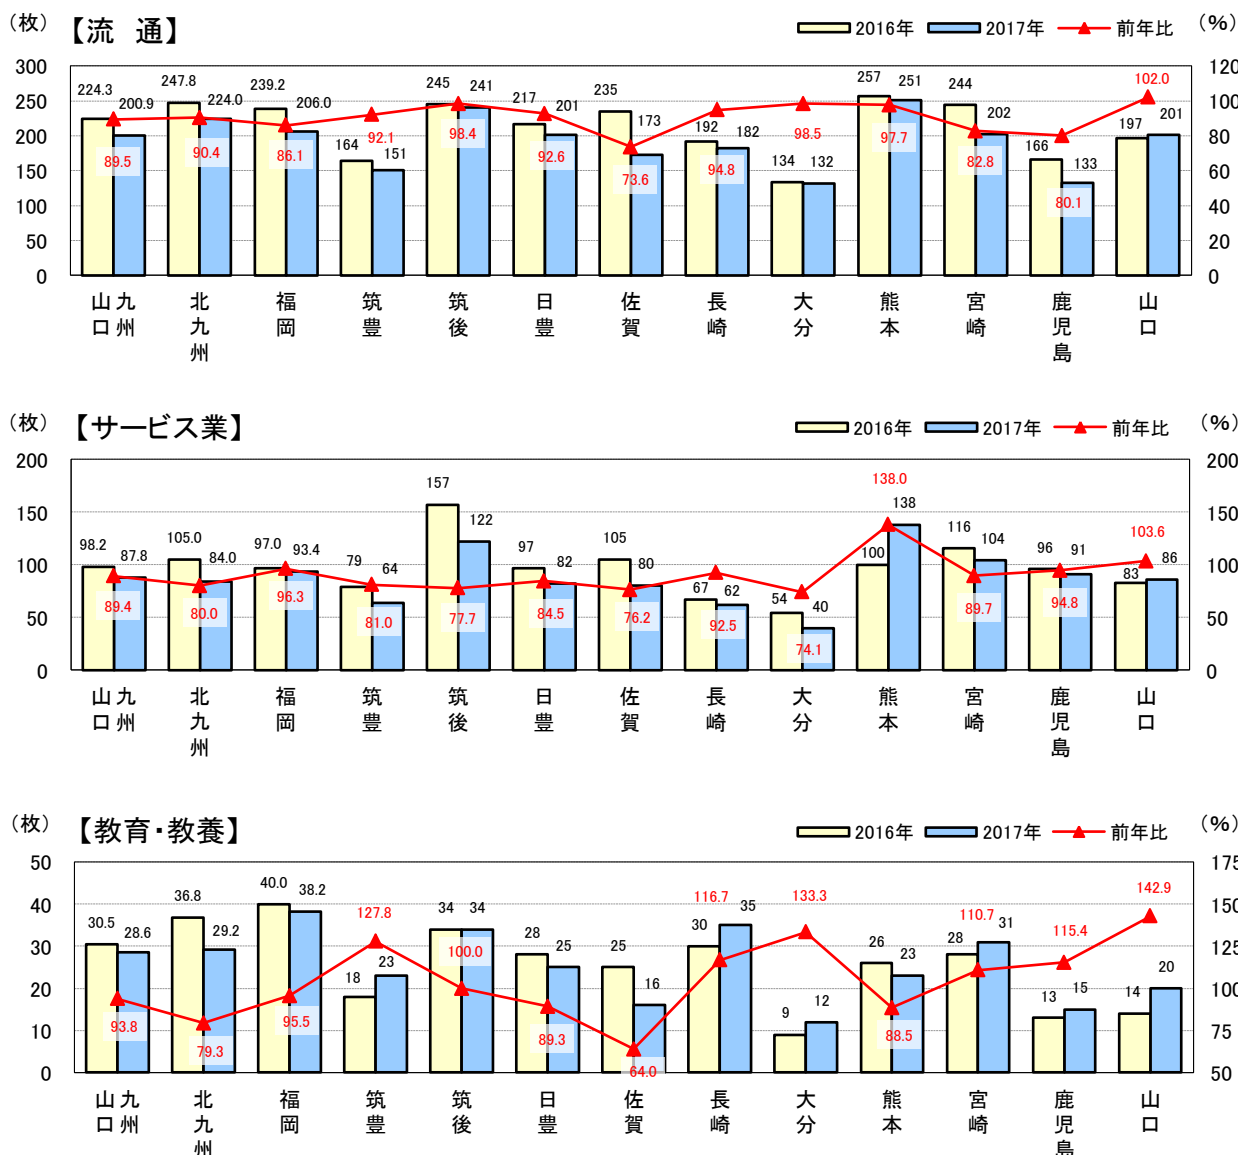 (枚) 【流 通】 2016年 2017年 前年比 (%)
300 250 200 150 100 50 0
224.3 200.9 247.8 224.0 239.2 206.0 164 151 245 241 217 201 235 173 192 182 134 132 257 251 244 202 166 133 197 201
89.5 90.4 86.1 92.1 98.4 92.6 73.6 94.8 98.5 97.7 82.8 80.1 102.0
120 100 80 60 40 20 0
九州山口 北九州 福岡 筑豊 筑後 日豊 佐賀 長崎 大分 熊本 宮崎 鹿児島 山口
(枚) 【サービス業】 2016年 2017年 前年比 (%)
200 150 100 50 0
98.2 87.8 105.0 84.0 97.0 93.4 79 64 157 122 97 82 105 80 67 62 54 40 100 138 116 104 96 91 83 86
89.4 80.0 96.3 81.0 77.7 84.5 76.2 92.5 74.1 138.0 89.7 94.8 103.6
200 150 100 50 0
九州山口 北九州 福岡 筑豊 筑後 日豊 佐賀 長崎 大分 熊本 宮崎 鹿児島 山口
(枚) 【教育・教養】 2016年 2017年 前年比 (%)
50 40 30 20 10 0
30.5 28.6 36.8 29.2 40.0 38.2 18 23 34 34 28 25 25 16 30 35 9 12 26 23 28 31 13 15 14 20
93.8 79.3 95.5 127.8 100.0 89.3 64.0 116.7 133.3 88.5 110.7 115.4 142.9
175 150 125 100 75 50
九州山口 北九州 福岡 筑豊 筑後 日豊 佐賀 長崎 大分 熊本 宮崎 鹿児島 山口